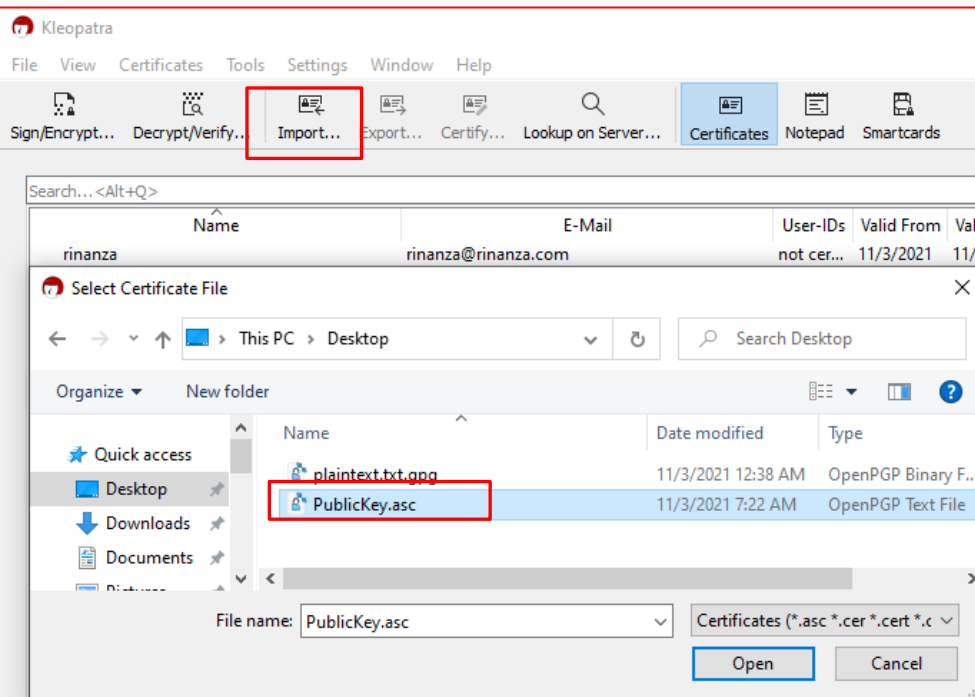 Kleopatra
File View Certificates Tools Settings Window Help
Sign/Encrypt... Decrypt/Verify... Import... Export... Certify... Lookup on Server... Certificates Notepad Smartcards
Search...<Alt+Q>
Name E-Mail User-IDs Valid From
rinanza rinanza@rinanza.com not cer... 11/3/2021 11/
Select Certificate File
This PC > Desktop Search Desktop
Organize New folder ?
Name Date modified Type
Quick access
plaintext.txt.gpg 11/3/2021 12:38 AM OpenPGP Binary F...
Desktop
PublicKey.asc 11/3/2021 7:22 AM OpenPGP Text File
Downloads
Documents
Pictures
File name: PublicKey.asc Certificates (*.asc *.cer *.cert *.c
Open Cancel